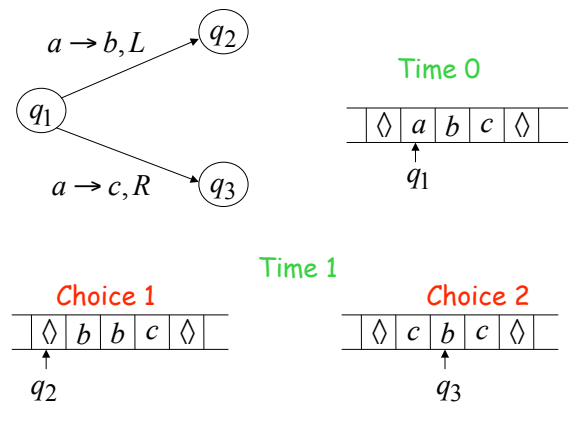 a → b, L
q2
Time 0
q1
◊ a b c ◊
q1
a → c, R
q3
Time 1
Choice 1
Choice 2
◊ b b c ◊
◊ c b c ◊
q2
q3